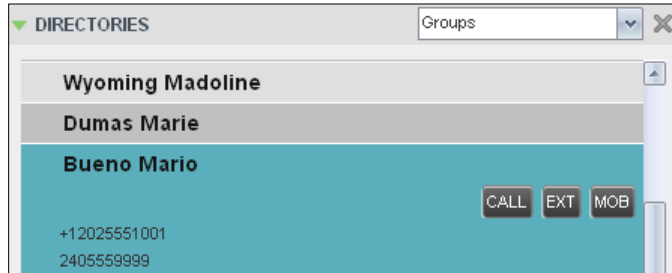 DIRECTORIES Groups
Wyoming Madoline
Dumas Marie
Bueno Mario
CALL EXT MOB
+12025551001
2405559999